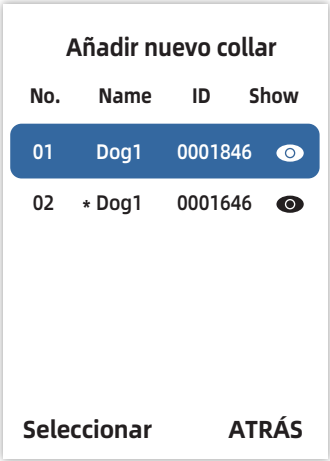 Añadir nuevo collar
No. Name ID Show
01 Dog1 0001846
02 * Dog1 0001646
Seleccionar ATRÁS